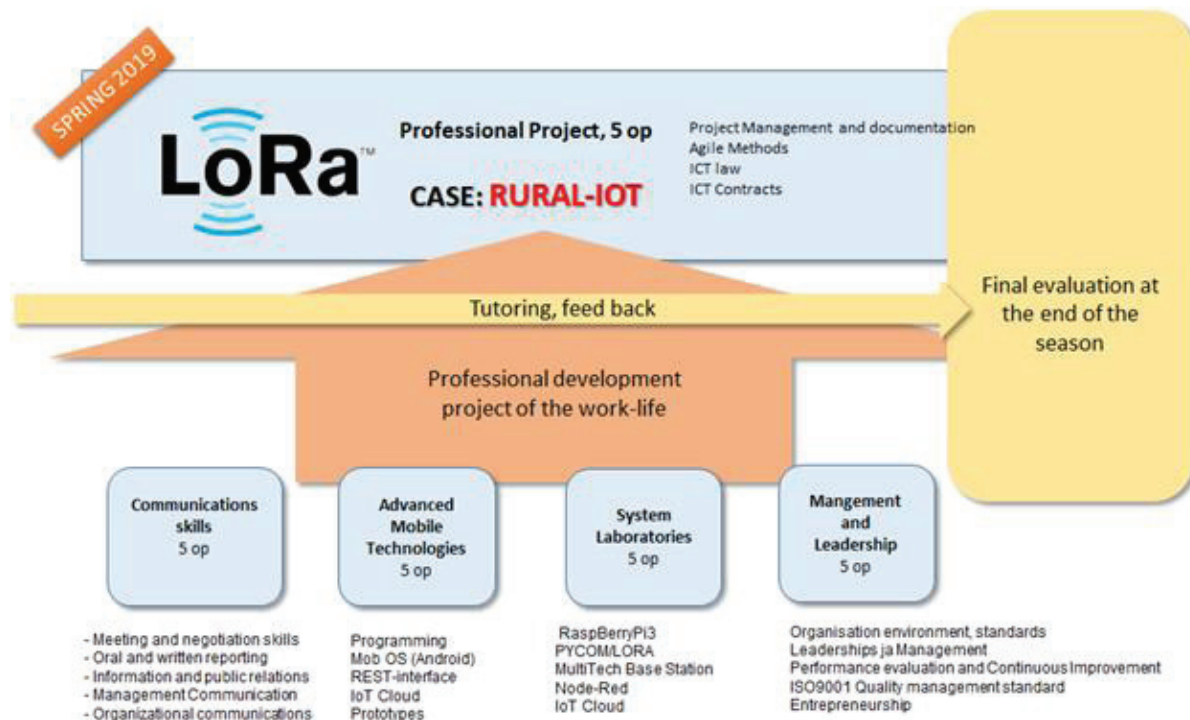 SPRING 2019
LoRa™
Professional Project, 5 op
CASE: RURAL-IOT
Project Management and documentation
Agile Methods
ICT law
ICT Contracts
Tutoring, feed back
Final evaluation at
the end of the
season
Professional development
project of the work-life
Communications
skills
5 op
Advanced
Mobile
Technologies
5 op
System
Laboratories
5 op
Mangement
and
Leadership
5 op
- Meeting and negotiation skills
- Oral and written reporting
- Information and public relations
- Management Communication
- Organizational communications
Programming
Mob OS (Android)
REST-interface
IoT Cloud
Prototypes
RaspBerryPi3
PYCOM/LORA
MultiTech Base Station
Node-Red
IoT Cloud
Organisation environment, standards
Leaderships ja Management
Performance evaluation and Continuous Improvement
ISO9001 Quality management standard
Entrepreneurship